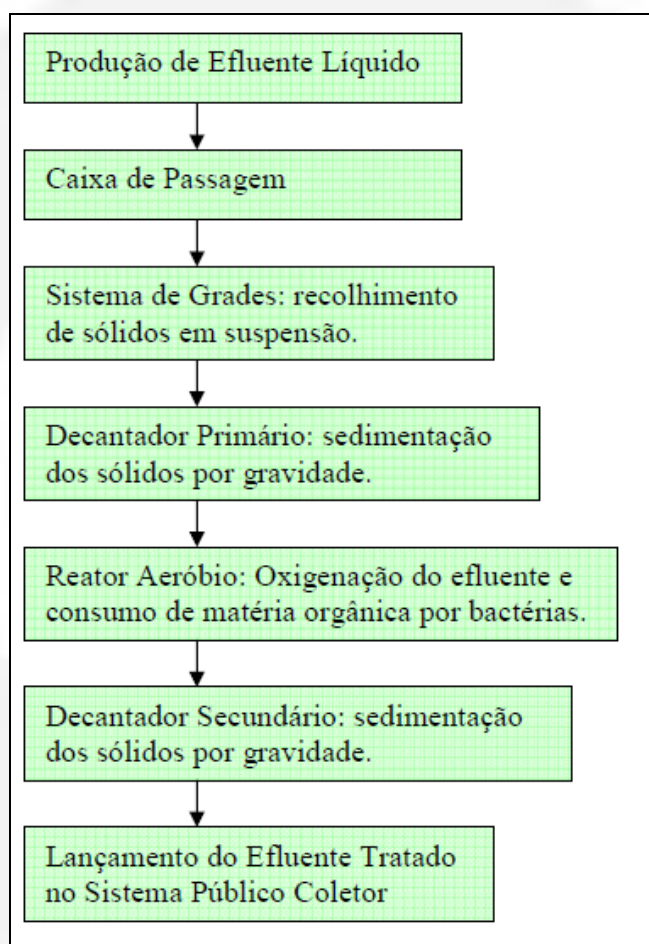 Produção de Efluente Líquido
Caixa de Passagem
Sistema de Grades: recolhimento
de sólidos em suspensão.
Decantador Primário: sedimentação
dos sólidos por gravidade.
Reator Aeróbio: Oxigenação do efluente e
consumo de matéria orgânica por bactérias.
Decantador Secundário: sedimentação
dos sólidos por gravidade.
Lançamento do Efluente Tratado
no Sistema Público Coletor